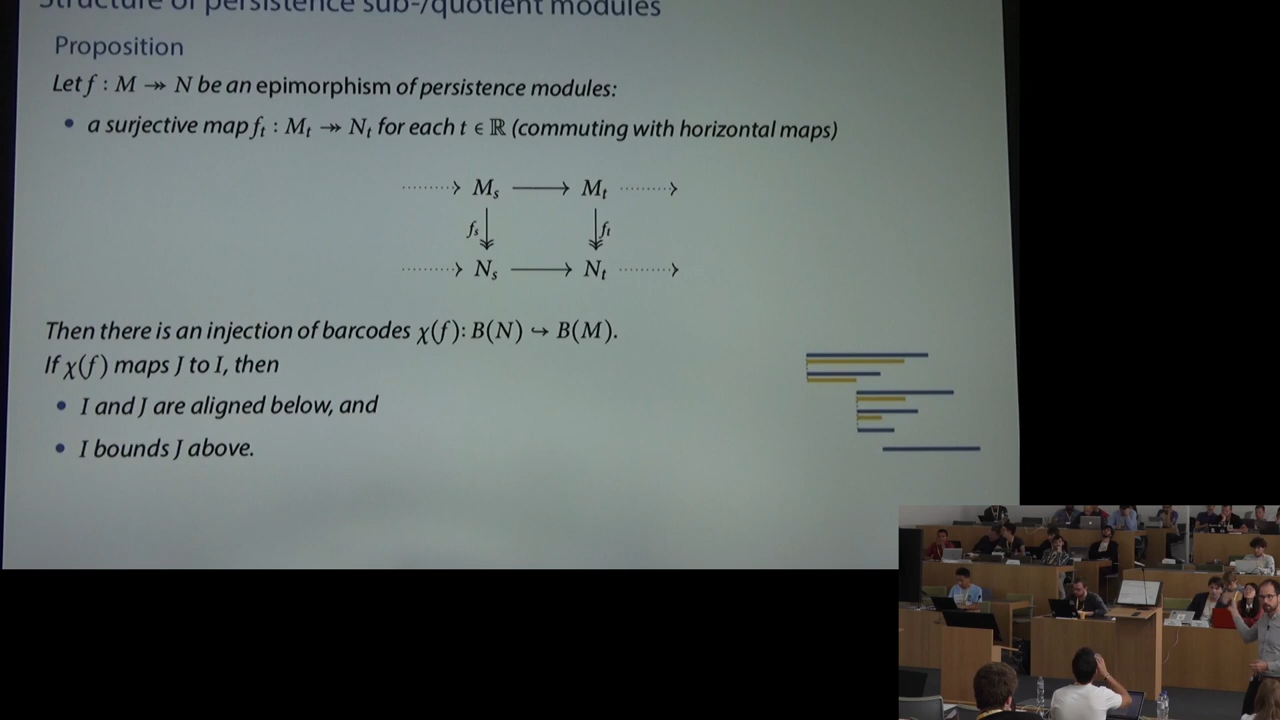 Structure of persistence sub-/quotient modules
Proposition
Let f : M ↠ N be an epimorphism of persistence modules:
• a surjective map fₜ : Mₜ ↠ Nₜ for each t ∈ ℝ (commuting with horizontal maps)
Mₛ → Mₜ
fₛ fₜ
Nₛ → Nₜ
Then there is an injection of barcodes χ(f): B(N) ↪ B(M).
If χ(f) maps J to I, then
• I and J are aligned below, and
• I bounds J above.